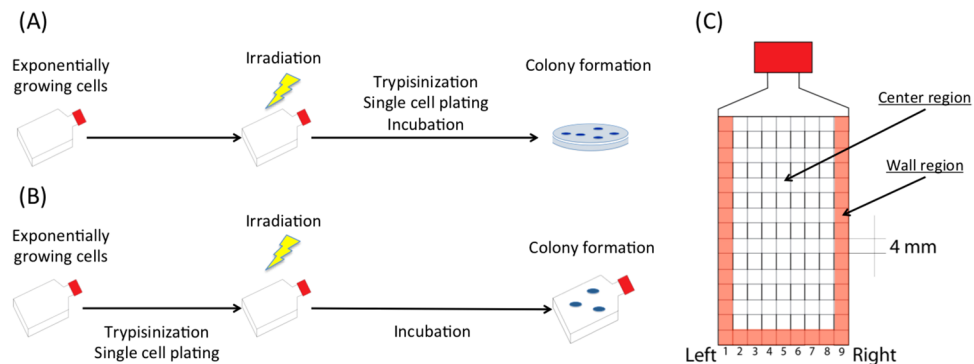 (A)
Exponentially
growing cells
Irradiation
Trypisinization
Single cell plating
Incubation
Colony formation
(B)
Exponentially
growing cells
Trypisinization
Single cell plating
Irradiation
Incubation
Colony formation
(C)
Center region
Wall region
4 mm
Left 1 2 3 4 5 6 7 8 9 Right